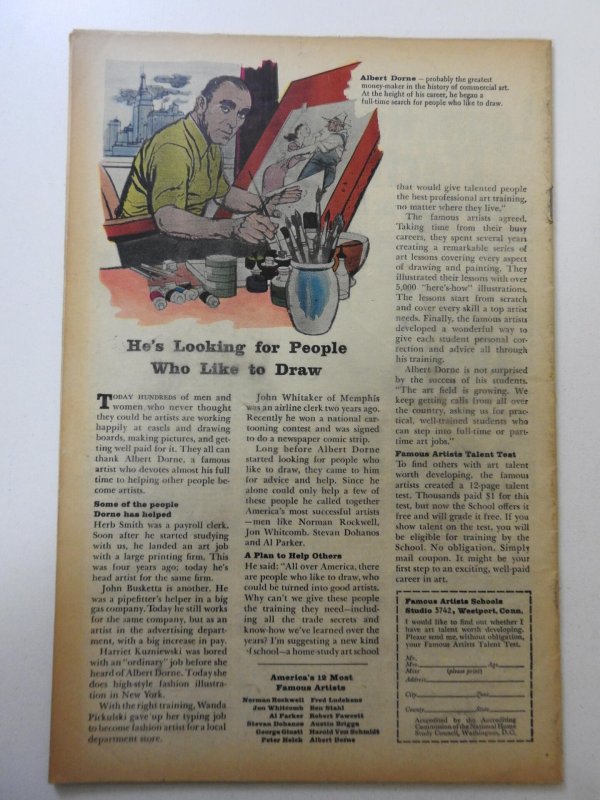 Albert Dorne — probably the greatest
money-maker in the history of commercial art.
At the height of his career, he began a
full-time search for people who like to draw.
He's Looking for People
Who Like to Draw
TODAY HUNDREDS of men and
women who never thought
they could be artists are working
happily at easels and drawing
boards, making pictures, and get-
ting well paid for it. They all can
thank Albert Dorne, a famous
artist who devotes almost his full
time to helping other people be-
come artists.
Some of the people
Dorne has helped
Herb Smith was a payroll clerk.
Soon after he started studying
with us, he landed an art job
with a large printing firm. This
was four years ago; today he's
head artist for the same firm.
John Busketta is another. He
was a pipefitter's helper in a big
gas company. Today he still works
for the same company, but as an
artist in the advertising depart-
ment, with a big increase in pay.
Harriet Kuzniewski was bored
with an "ordinary" job before she
heard of Albert Dorne. Today she
does high-style fashion illustra-
tion in New York.
With the right training, Wanda
Pickulski gave up her typing job
to become fashion artist for a local
department store.
John Whitaker of Memphis
was an airline clerk two years ago.
Recently he won a national car-
tooning contest and was signed
to do a newspaper comic strip.
Long before Albert Dorne
started looking for people who
like to draw, they came to him
for advice and help. Since he
alone could only help a few of
these people he called together
America's most successful artists
—men like Norman Rockwell,
Jon Whitcomb, Stevan Dohanos
and Al Parker.
A Plan to Help Others
He said: "All over America, there
are people who like to draw, who
could be turned into good artists.
Why can't we give these people
the training they need—includ-
ing all the trade secrets and
know-how we've learned over the
years? I'm suggesting a new kind
of school—a home-study art school
America's 12 Most
Famous Artists
Norman Rockwell
Jon Whitcomb
Al Parker
Stevan Dohanos
George Giusti
Peter Helck
Fred Ludekens
Ben Stahl
Robert Fawcett
Austin Briggs
Harold Von Schmidt
Albert Dorne
that would give talented people
the best professional art training,
no matter where they live."
The famous artists agreed.
Taking time from their busy
careers, they spent several years
creating a remarkable series of
art lessons covering every aspect
of drawing and painting. They
illustrated their lessons with over
5,000 "here's-how" illustrations.
The lessons start from scratch
and cover every skill a top artist
needs. Finally, the famous artists
developed a wonderful way to
give each student personal cor-
rection and advice all through
his training.
Albert Dorne is not surprised
by the success of his students.
"The art field is growing. We
keep getting calls from all over
the country, asking us for prac-
tical, well-trained students who
can step into full-time or part-
time art jobs."
Famous Artists Talent Test
To find others with art talent
worth developing, the famous
artists created a 12-page talent
test. Thousands paid $1 for this
test, but now the School offers it
free and will grade it free. If you
show talent on the test, you will
be eligible for training by the
School. No obligation. Simply
mail coupon. It might be your
first step to an exciting, well-paid
career in art.
Famous Artists Schools
Studio 3742, Westport, Conn.
I would like to find out whether I
have art talent worth developing.
Please send me, without obligation,
your Famous Artists Talent Test.
Mr.
Mrs. Age
Miss (please print)
Address
City Zone
County State
Accredited by the Accrediting
Commission of the National Home
Study Council, Washington, D.C.